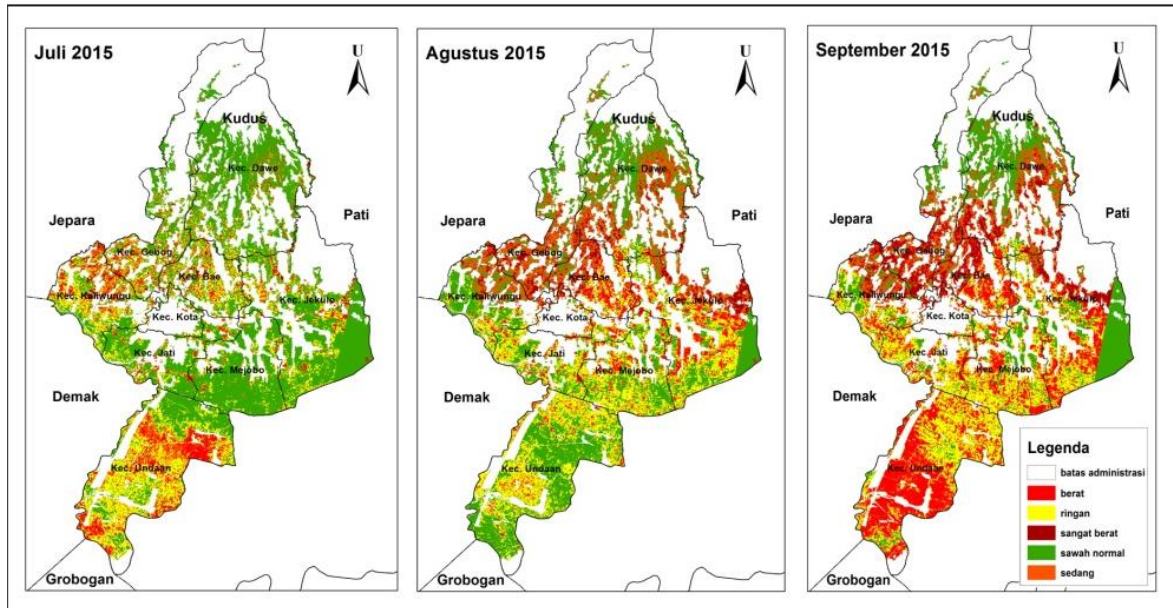 Juli 2015
U
Kudus
Kec. Dawe
Jepara
Pati
Kec. Gebog
Kec. Bae
Kec. Kaliwungu
Kec. Jekulo
Kec. Kota
Kec. Jati
Kec. Mejobo
Demak
Kec. Undaan
Grobogan
Agustus 2015
U
Kudus
Kec. Dawe
Jepara
Pati
Kec. Gebog
Kec. Bae
Kec. Kaliwungu
Kec. Jekulo
Kec. Kota
Kec. Jati
Kec. Mejobo
Demak
Kec. Undaan
Grobogan
September 2015
U
Kudus
Kec. Dawe
Jepara
Pati
Kec. Gebog
Kec. Bae
Kec. Kaliwungu
Kec. Jekulo
Kec. Kota
Kec. Jati
Kec. Mejobo
Demak
Kec. Undaan
Grobogan
Legenda
batas administrasi
berat
ringan
sangat berat
sawah normal
sedang